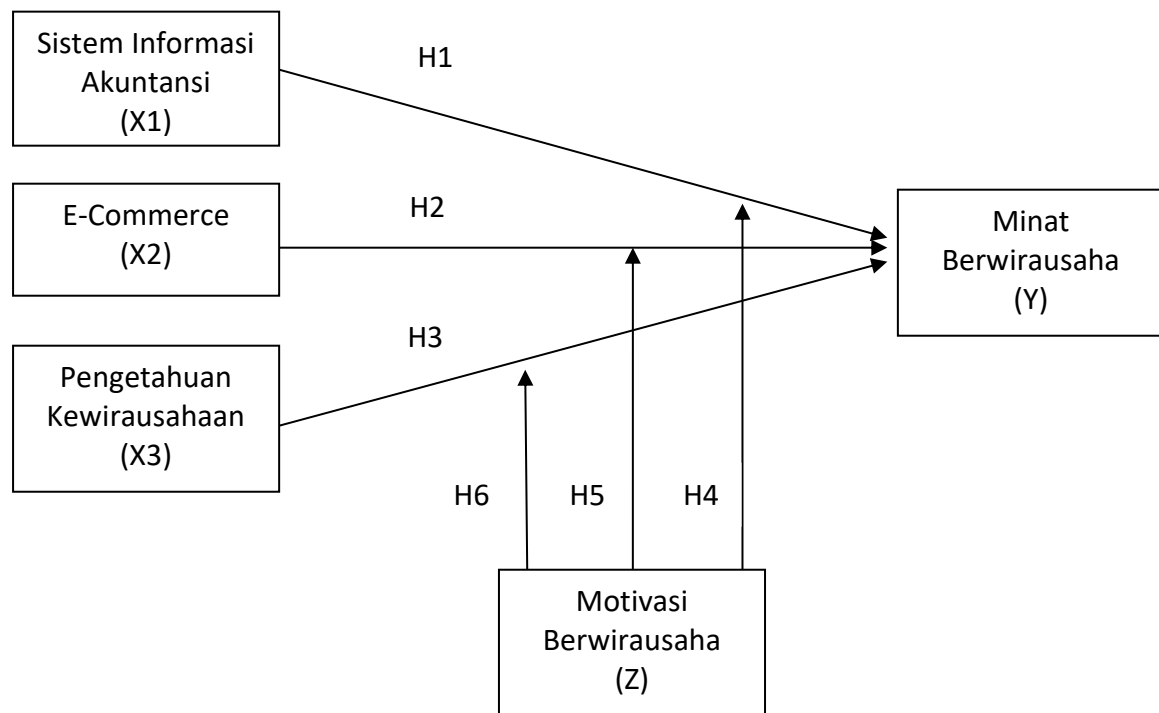 Sistem Informasi
Akuntansi
(X1)
H1
E-Commerce
(X2)
H2
Minat
Berwirausaha
(Y)
Pengetahuan
Kewirausahaan
(X3)
H3
H6
H5
H4
Motivasi
Berwirausaha
(Z)